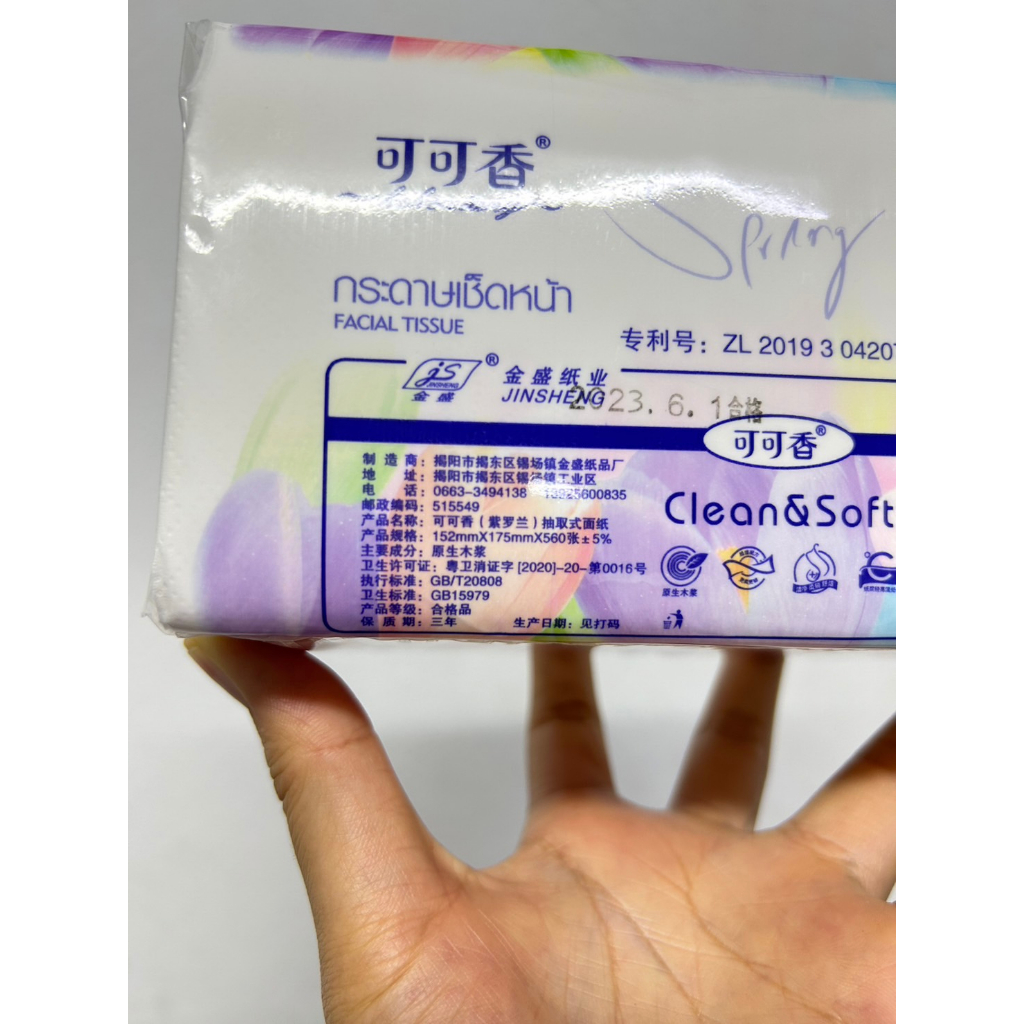 可可香®
Spring
กระดาษเช็ดหน้า
FACIAL TISSUE
专利号: ZL 2019 3 0420
JS ®
JINSHENG
金盛
金盛纸业
JINSHENG
2023. 6. 1合格
可可香®
制造商: 揭阳市揭东区锡场镇金盛纸品厂
地址: 揭阳市揭东区锡场镇工业区
电话: 0663-3494138 13925600835
邮政编码: 515549
产品名称: 可可香(紫罗兰)抽取式面纸
产品规格: 152mmX175mmX560张±5%
主要成分: 原生木浆
卫生许可证: 粤卫消证字[2020]-20-第0016号
执行标准: GB/T20808
卫生标准: GB15979
产品等级: 合格品
保质期: 三年 生产日期: 见打码
Clean&Soft
原生木浆